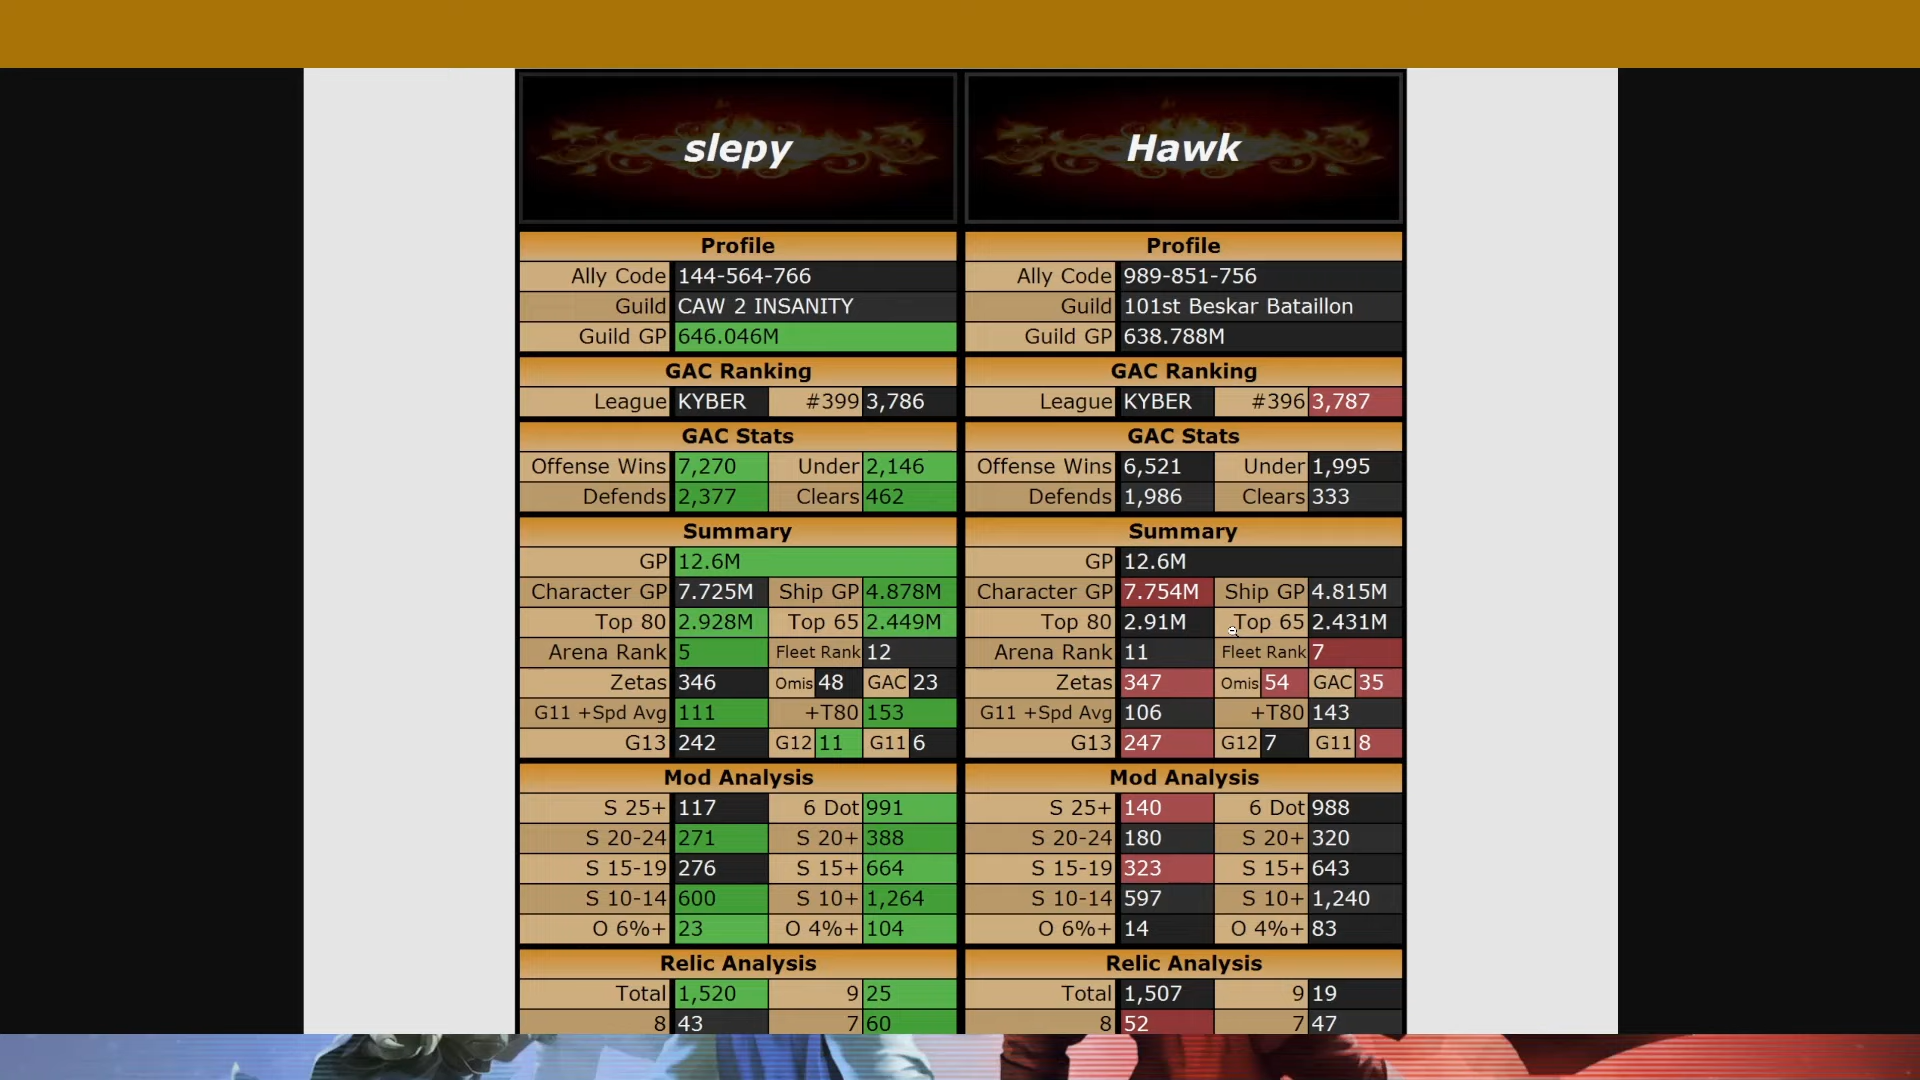 slepy
Profile
Ally Code 144-564-766
Guild CAW 2 INSANITY
Guild GP 646.046M
GAC Ranking
League KYBER #399 3,786
GAC Stats
Offense Wins 7,270 Under 2,146
Defends 2,377 Clears 462
Summary
GP 12.6M
Character GP 7.725M Ship GP 4.878M
Top 80 2.928M Top 65 2.449M
Arena Rank 5 Fleet Rank 12
Zetas 346 Omis 48 GAC 23
G11 +Spd Avg 111 +T80 153
G13 242 G12 11 G11 6
Mod Analysis
S 25+ 117 6 Dot 991
S 20-24 271 S 20+ 388
S 15-19 276 S 15+ 664
S 10-14 600 S 10+ 1,264
O 6%+ 23 O 4%+ 104
Relic Analysis
Total 1,520 9 25
8 43 7 60
Hawk
Profile
Ally Code 989-851-756
Guild 101st Beskar Bataillon
Guild GP 638.788M
GAC Ranking
League KYBER #396 3,787
GAC Stats
Offense Wins 6,521 Under 1,995
Defends 1,986 Clears 333
Summary
GP 12.6M
Character GP 7.754M Ship GP 4.815M
Top 80 2.91M Top 65 2.431M
Arena Rank 11 Fleet Rank 7
Zetas 347 Omis 54 GAC 35
G11 +Spd Avg 106 +T80 143
G13 247 G12 7 G11 8
Mod Analysis
S 25+ 140 6 Dot 988
S 20-24 180 S 20+ 320
S 15-19 323 S 15+ 643
S 10-14 597 S 10+ 1,240
O 6%+ 14 O 4%+ 83
Relic Analysis
Total 1,507 9 19
8 52 7 47